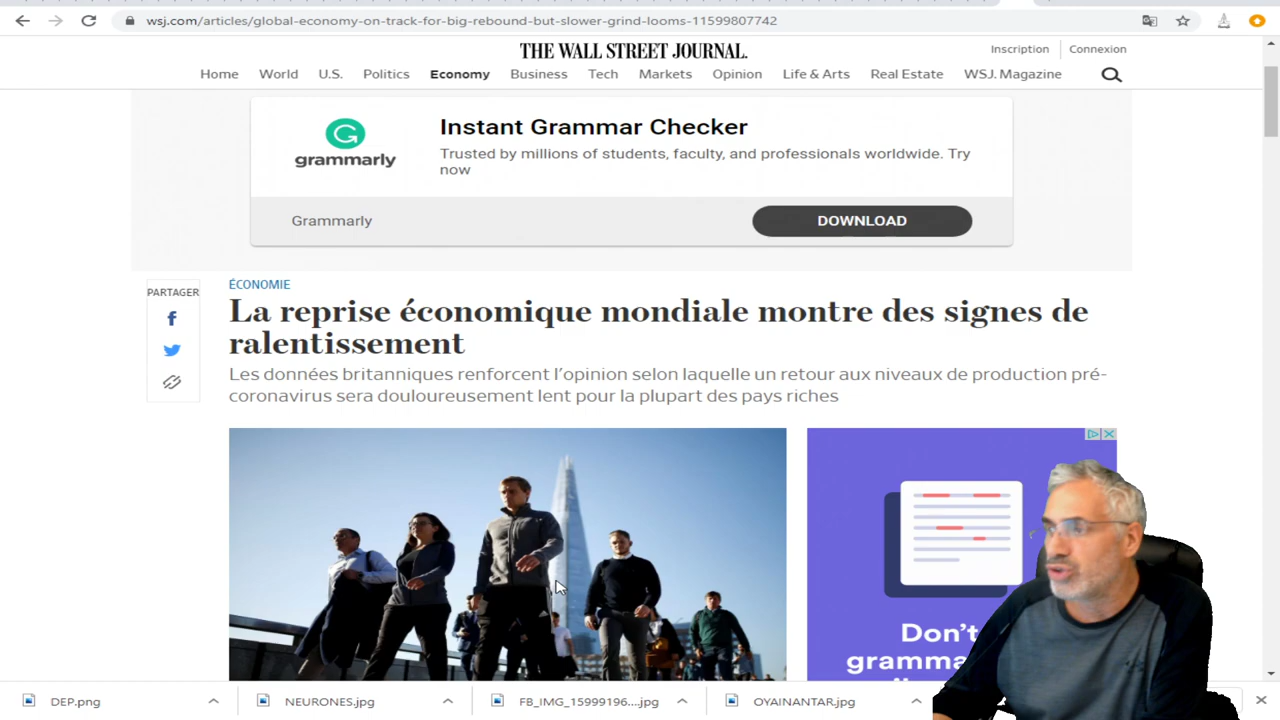 wsj.com/articles/global-economy-on-track-for-big-rebound-but-slower-grind-looms-11599807742
THE WALL STREET JOURNAL.
Inscription
Connexion
Home World U.S. Politics Economy Business Tech Markets Opinion Life & Arts Real Estate WSJ. Magazine
grammarly
Instant Grammar Checker
Trusted by millions of students, faculty, and professionals worldwide. Try
now
Grammarly
DOWNLOAD
PARTAGER
ÉCONOMIE
La reprise économique mondiale montre des signes de
ralentissement
Les données britanniques renforcent l'opinion selon laquelle un retour aux niveaux de production pré-
coronavirus sera douloureusement lent pour la plupart des pays riches
Don't
DEP.png
NEURONES.jpg
FB_IMG_15999196....jpg
OYAINANTAR.jpg